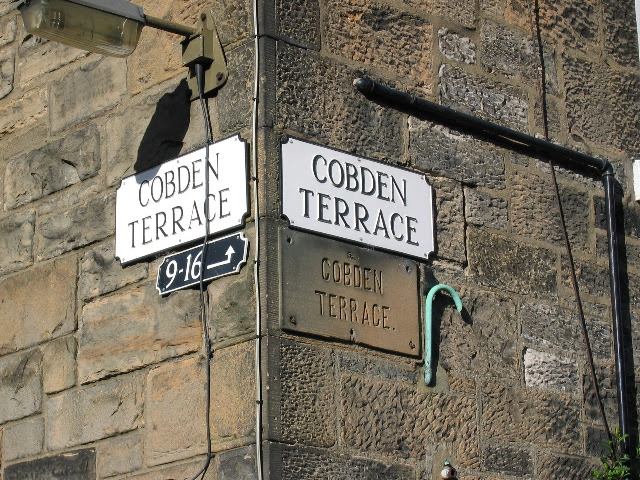 COBDEN
TERRACE
9-16
COBDEN
TERRACE
COBDEN
TERRACE.